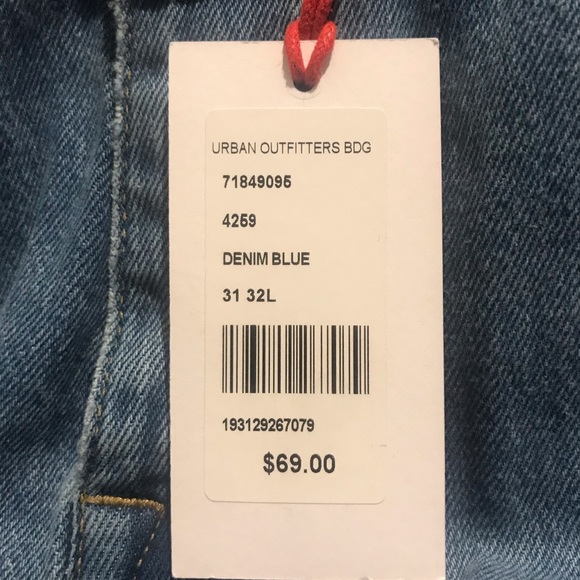 URBAN OUTFITTERS BDG
71849095
4259
DENIM BLUE
31 32L
193129267079
$69.00